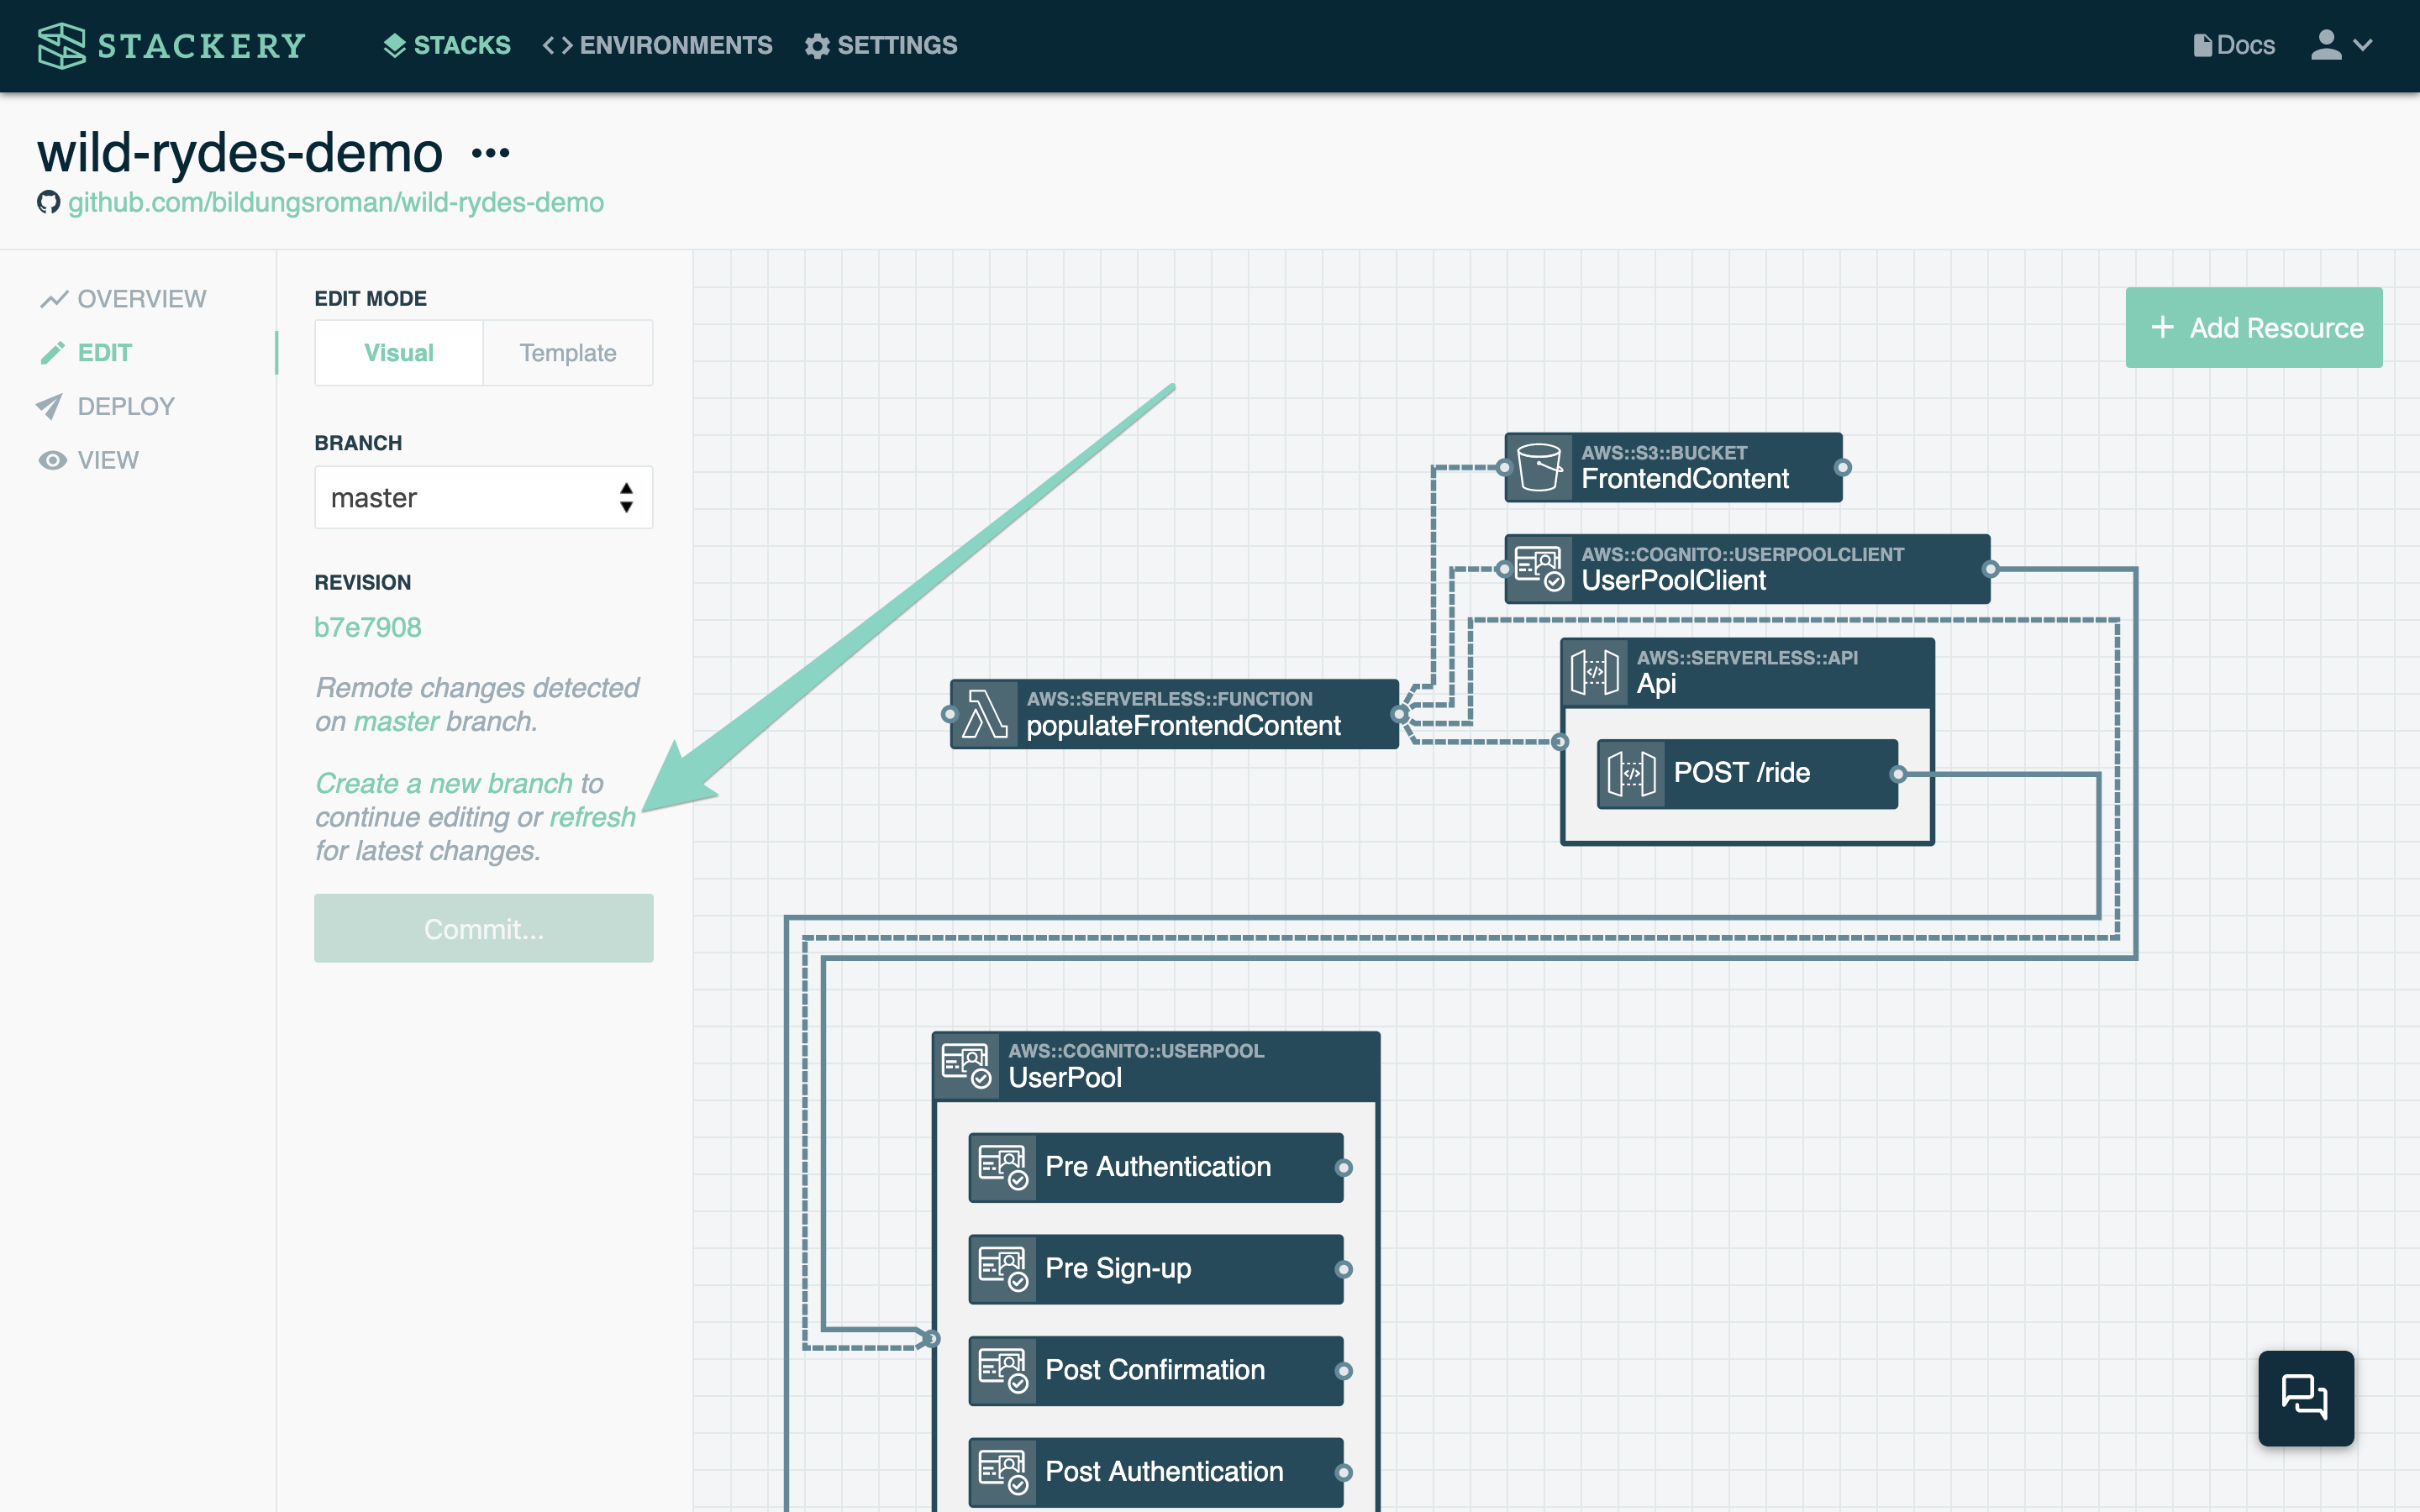 STACKERY
STACKS
ENVIRONMENTS
SETTINGS
Docs
wild-rydes-demo
github.com/bildungsroman/wild-rydes-demo
OVERVIEW
EDIT
DEPLOY
VIEW
EDIT MODE
Visual
Template
BRANCH
master
REVISION
b7e7908
Remote changes detected
on master branch.
Create a new branch to
continue editing or refresh
for latest changes.
Commit...
+ Add Resource
AWS::S3::BUCKET
FrontendContent
AWS::COGNITO::USERPOOLCLIENT
UserPoolClient
AWS::SERVERLESS::API
Api
AWS::SERVERLESS::FUNCTION
populateFrontendContent
POST /ride
AWS::COGNITO::USERPOOL
UserPool
Pre Authentication
Pre Sign-up
Post Confirmation
Post Authentication